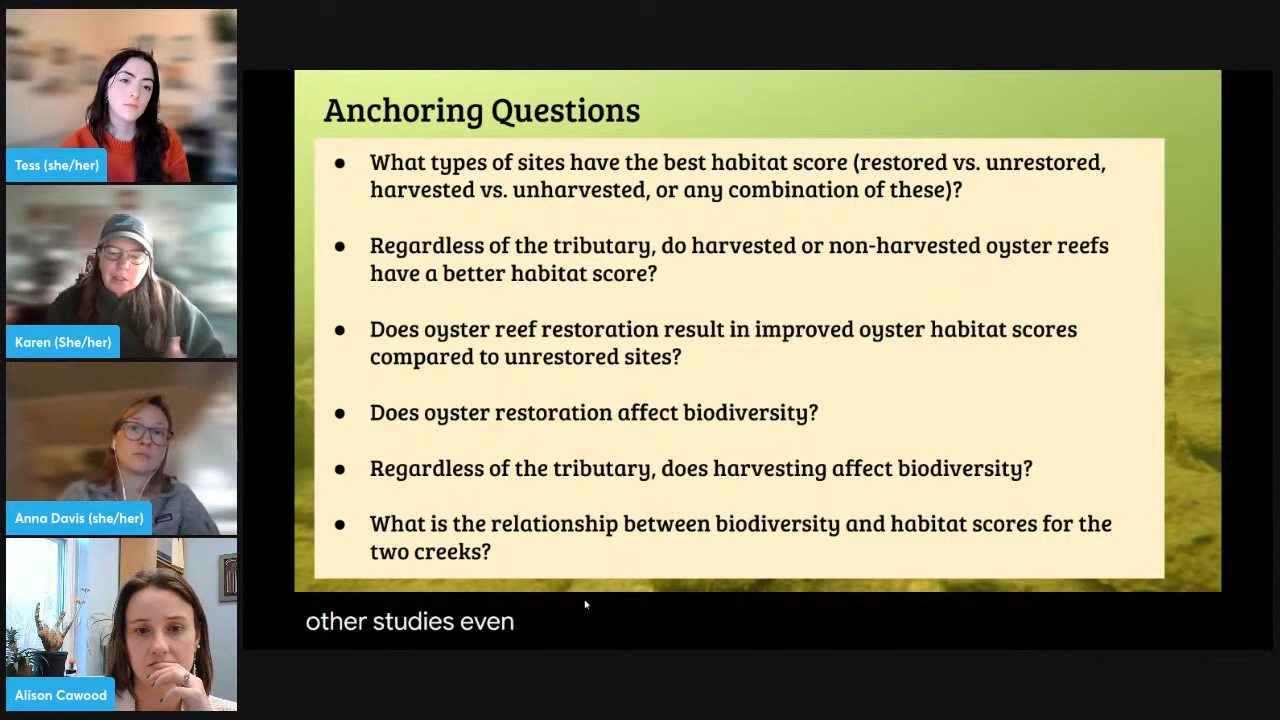 Tess (she/her)
Karen (She/her)
Anna Davis (she/her)
Alison Cawood
Anchoring Questions
● What types of sites have the best habitat score (restored vs. unrestored,
harvested vs. unharvested, or any combination of these)?
● Regardless of the tributary, do harvested or non-harvested oyster reefs
have a better habitat score?
● Does oyster reef restoration result in improved oyster habitat scores
compared to unrestored sites?
● Does oyster restoration affect biodiversity?
● Regardless of the tributary, does harvesting affect biodiversity?
● What is the relationship between biodiversity and habitat scores for the
two creeks?
other studies even